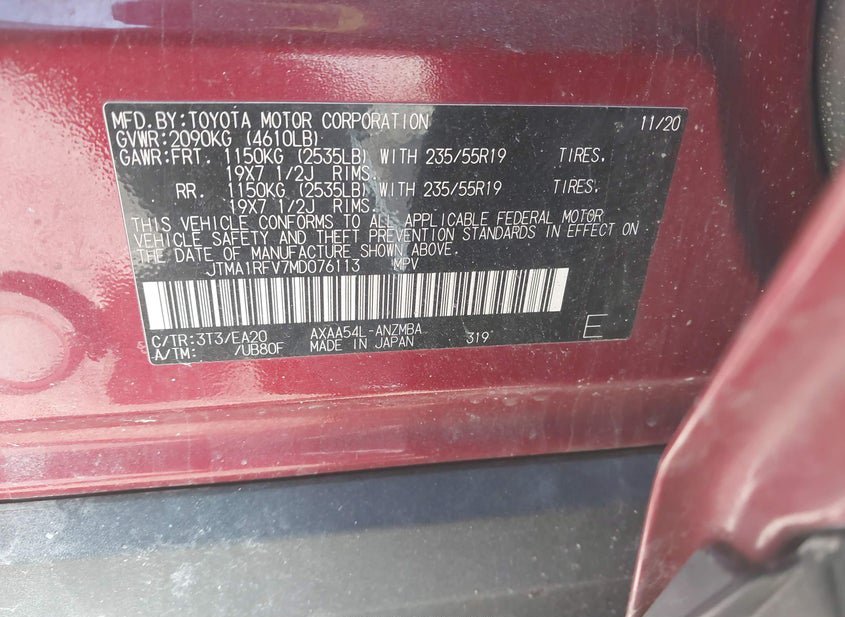 MFD.BY:TOYOTA MOTOR CORPORATION 11/20
GVWR:2090KG (4610LB)
GAWR:FRT. 1150KG (2535LB) WITH 235/55R19 TIRES,
19X7 1/2J RIMS.
RR. 1150KG (2535LB) WITH 235/55R19 TIRES,
19X7 1/2J RIMS.
THIS VEHICLE CONFORMS TO ALL APPLICABLE FEDERAL MOTOR
VEHICLE SAFETY AND THEFT PREVENTION STANDARDS IN EFFECT ON
THE DATE OF MANUFACTURE SHOWN ABOVE.
JTMA1RFV7MD076113 MPV
C/TR:3T3/EA20 AXAA54L-ANZMBA 319 E
A/TM: /UB80F MADE IN JAPAN